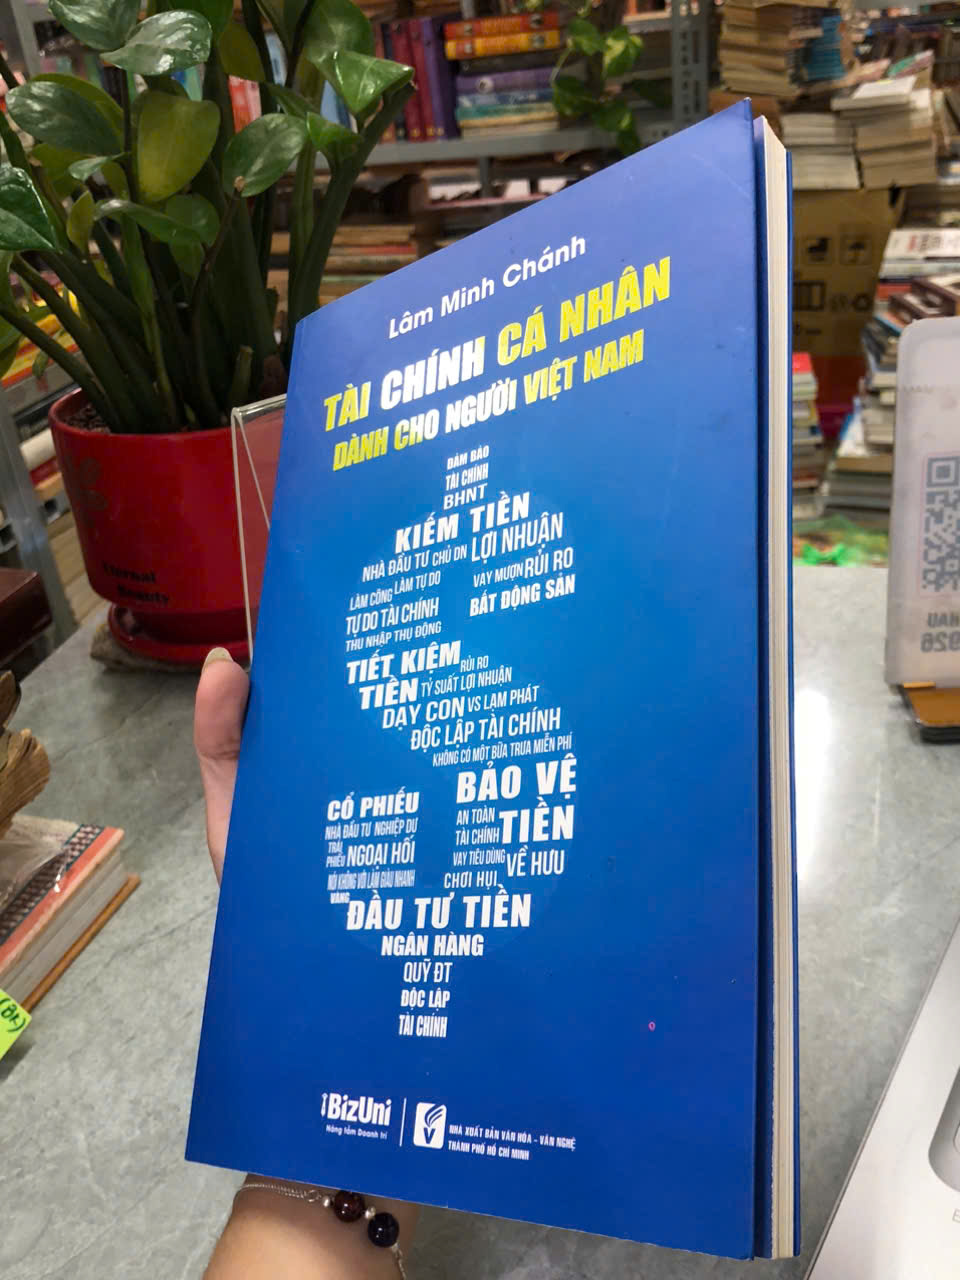 Lâm Minh Chánh
TÀI CHÍNH CÁ NHÂN
DÀNH CHO NGƯỜI VIỆT NAM
ĐẢM BẢO
TÀI CHÍNH
BHNT
KIẾM TIỀN
NHÀ ĐẦU TƯ CHỦ DN LỢI NHUẬN
LÀM CÔNG LÀM TỰ DO VAY MƯỢN RỦI RO
TỰ DO TÀI CHÍNH BẤT ĐỘNG SẢN
THU NHẬP THỤ ĐỘNG
TIẾT KIỆM RỦI RO
TIỀN TỶ SUẤT LỢI NHUẬN
DẠY CON VS LẠM PHÁT
ĐỘC LẬP TÀI CHÍNH
KHÔNG CÓ MỘT BỮA TRƯA MIỄN PHÍ
BẢO VỆ
CỔ PHIẾU AN TOÀN TIỀN
NHÀ ĐẦU TƯ NGHIỆP DƯ TÀI CHÍNH
TRÁI
PHIẾU NGOẠI HỐI VAY TIÊU DÙNG VỀ HƯU
NÓI KHÔNG VỚI LÀM GIÀU NHANH CHƠI HỤI
VÀNG
ĐẦU TƯ TIỀN
NGÂN HÀNG
QUỸ ĐT
ĐỘC LẬP
TÀI CHÍNH
BizUni
Nâng tầm Doanh trí
NHÀ XUẤT BẢN VĂN HÓA - VĂN NGHỆ
THÀNH PHỐ HỒ CHÍ MINH
Eternal
Beauty